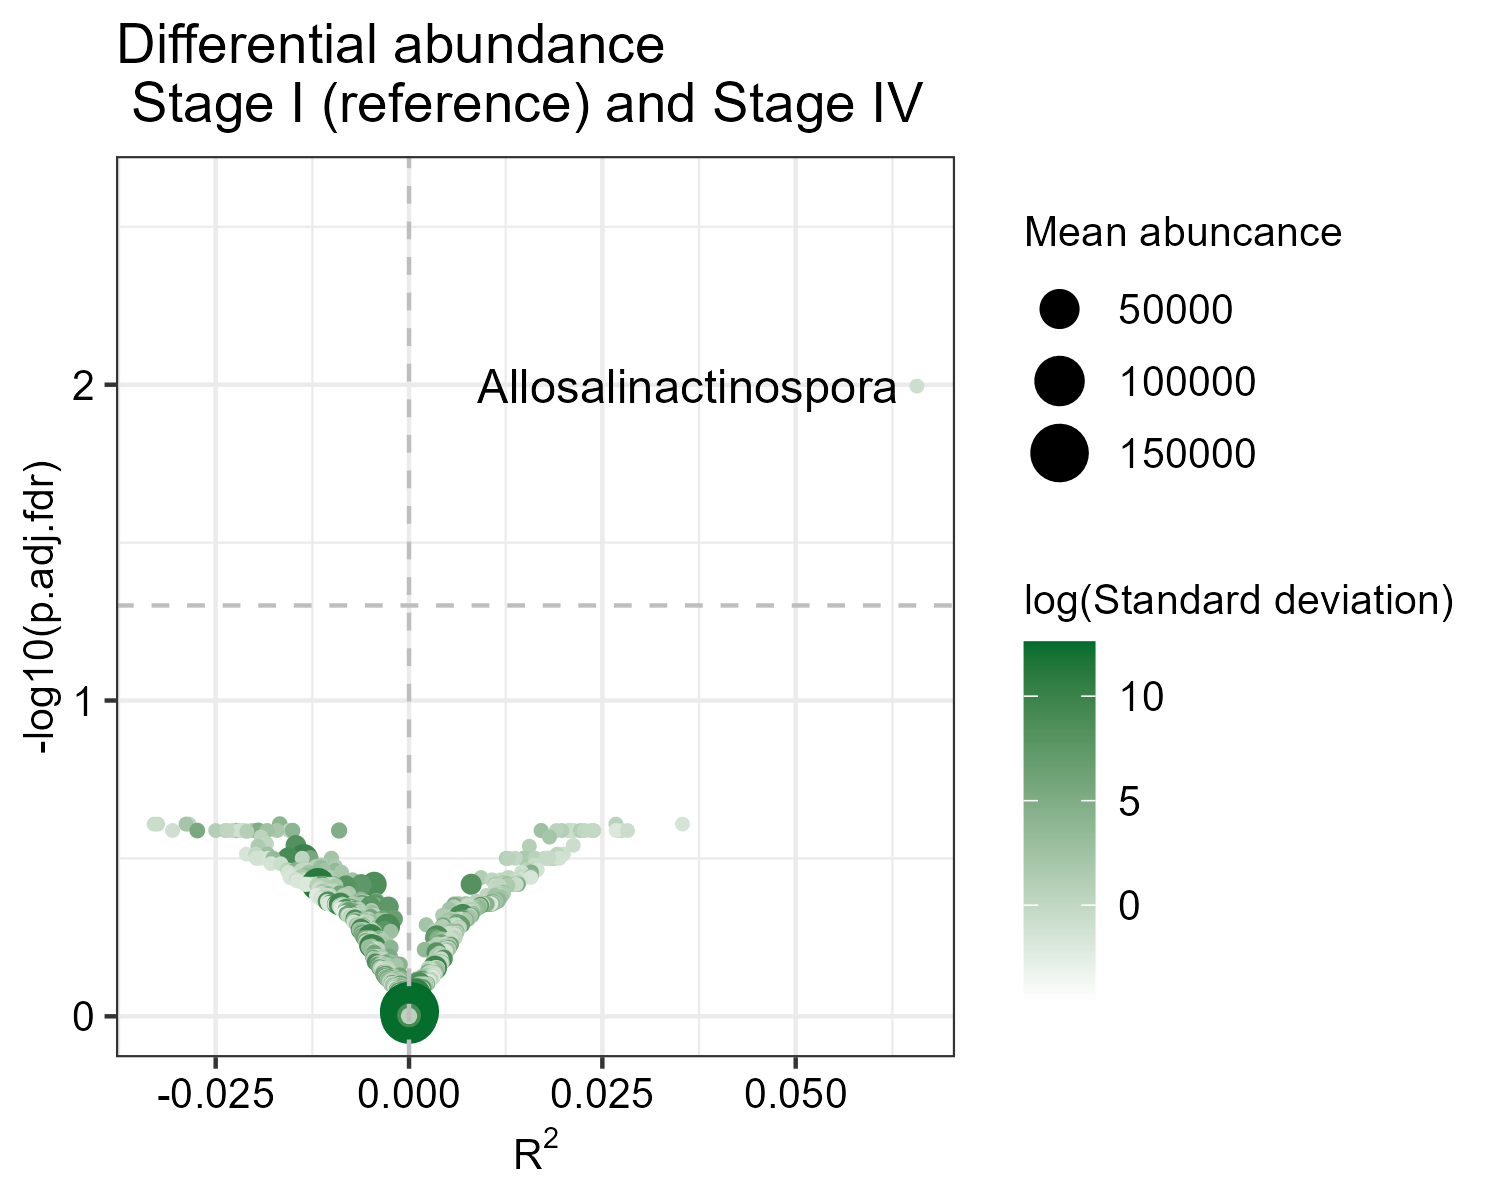 Differential abundance
Stage I (reference) and Stage IV
-log10(p.adj.fdr)
2
1
0
Allosalinactinospora
-0.025 0.000 0.025 0.050
R²
Mean abuncance
50000
100000
150000
log(Standard deviation)
10
5
0